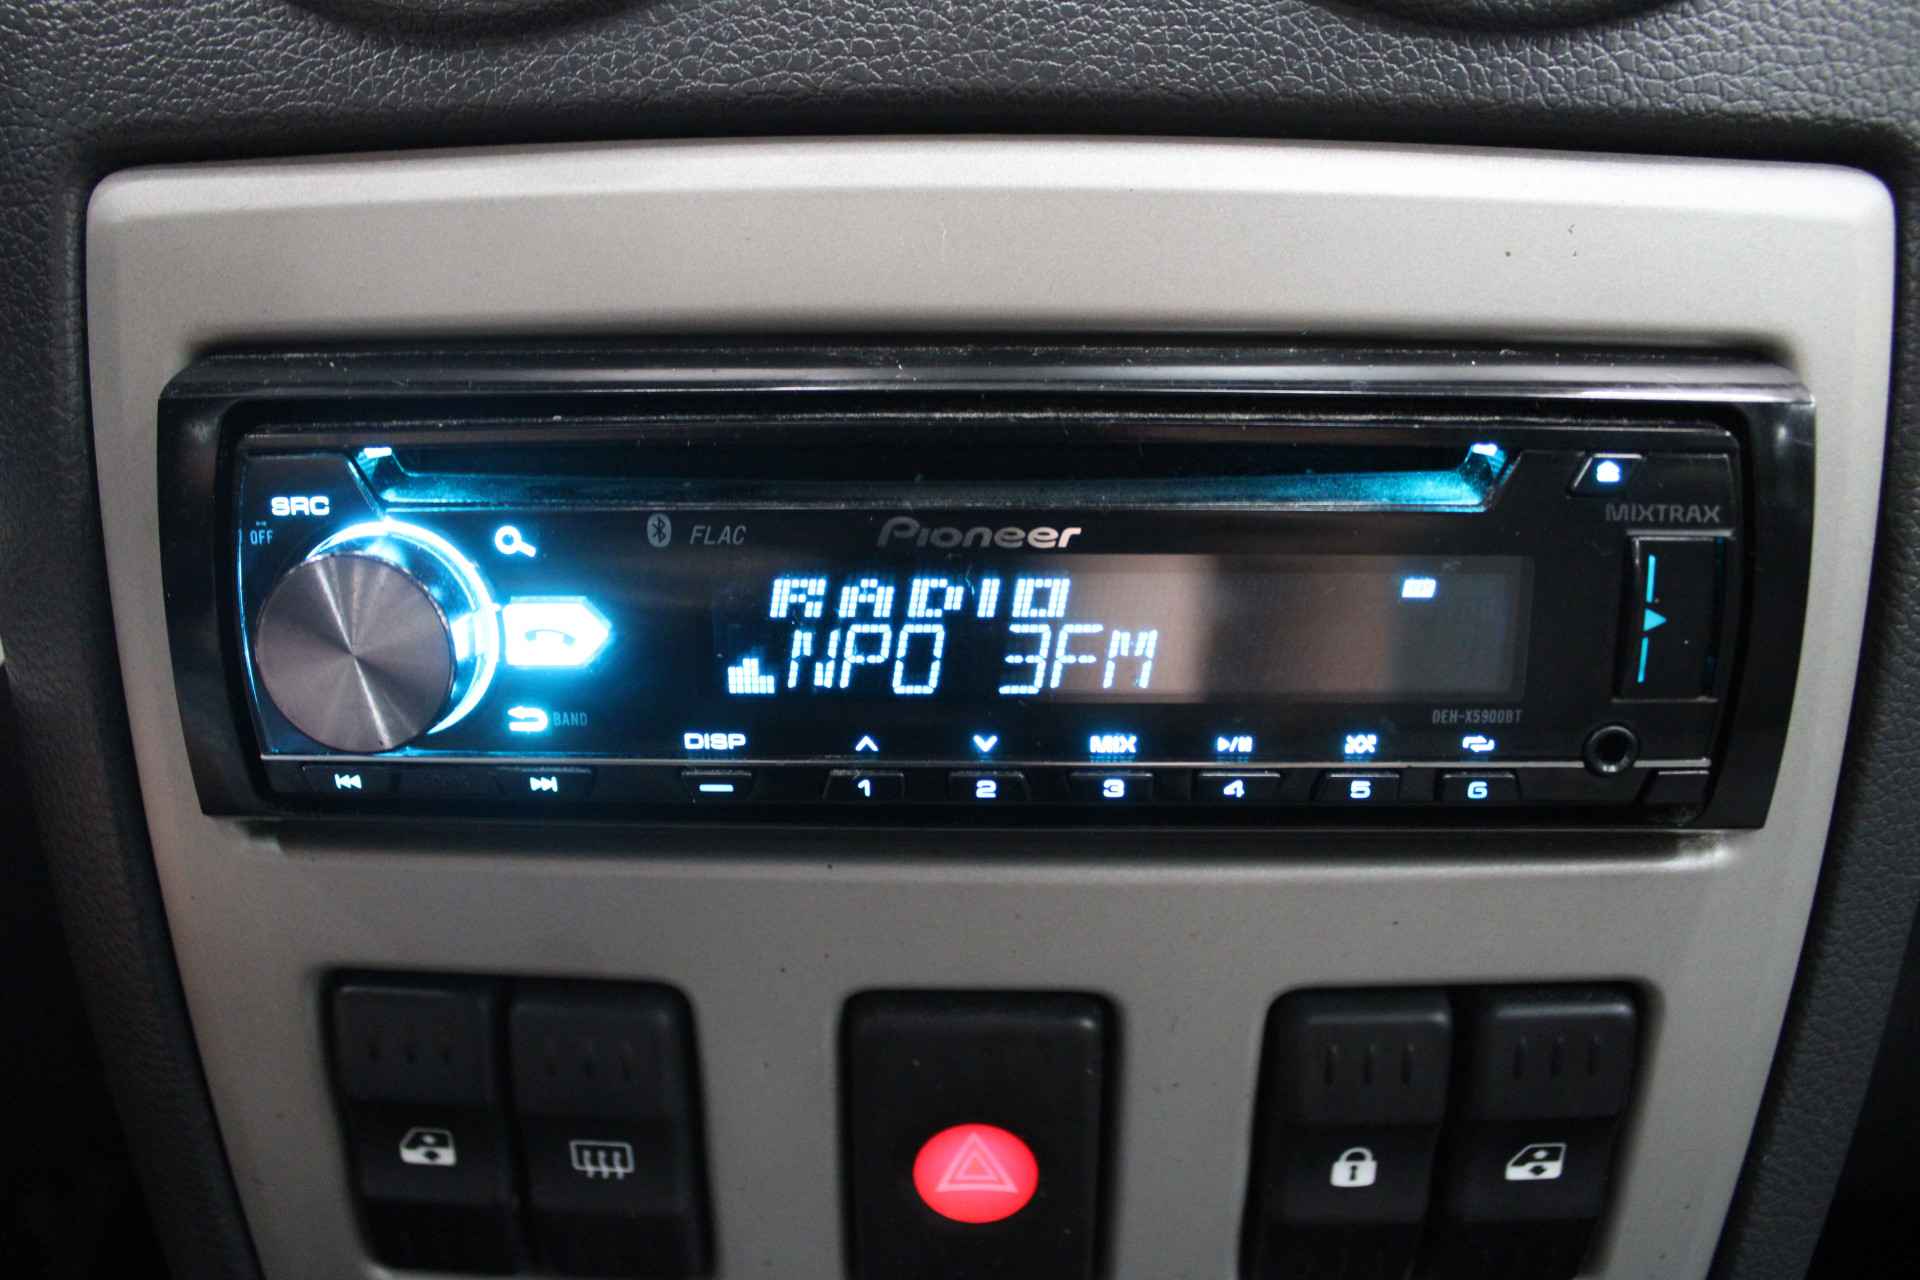 SRC
OFF
FLAC
Pioneer
MIXTRAX
RADIO
NPO 3FM
BAND
DEH-X5900BT
DISP
MIX
1 2 3 4 5 6